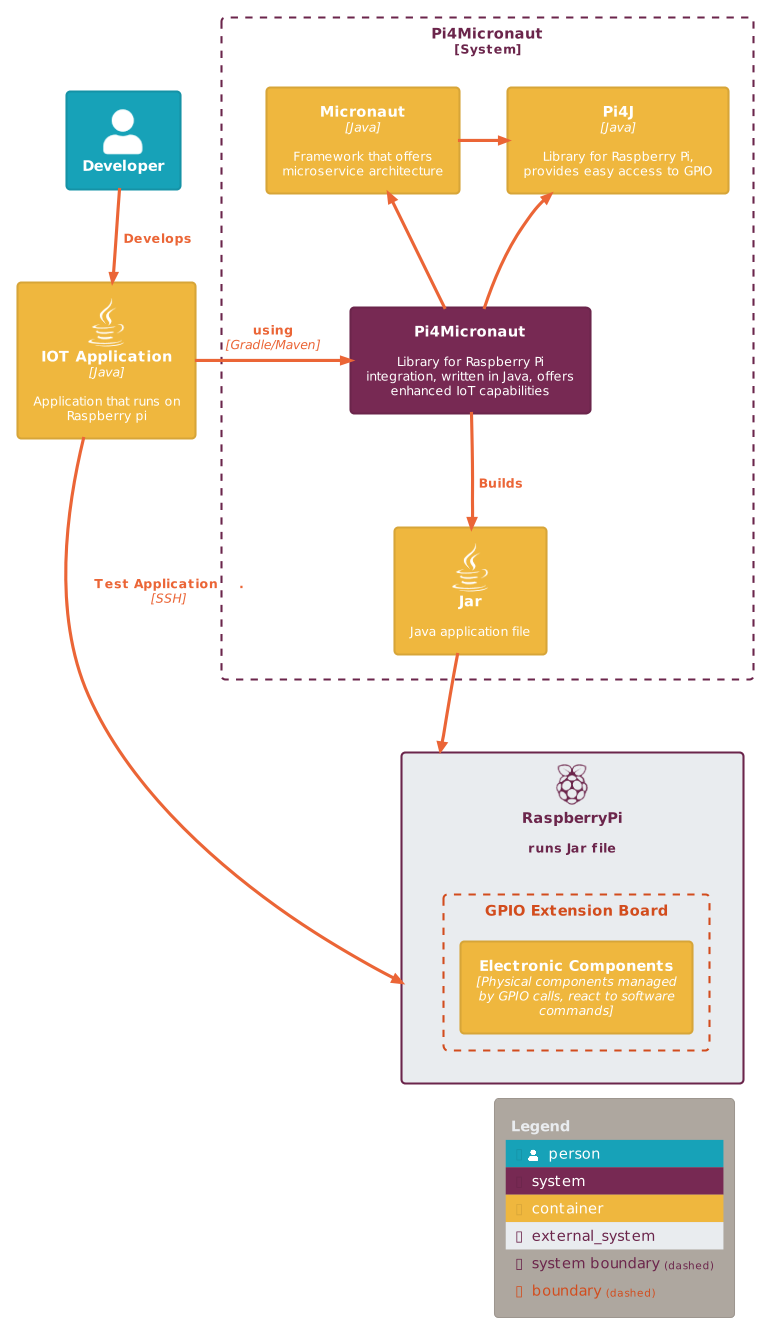 Pi4Micronaut
[System]
Developer
Micronaut
[Java]
Framework that offers
microservice architecture
Pi4J
[Java]
Library for Raspberry Pi,
provides easy access to GPIO
Develops
IOT Application
[Java]
Application that runs on
Raspberry pi
using
[Gradle/Maven]
Pi4Micronaut
Library for Raspberry Pi
integration, written in Java, offers
enhanced IoT capabilities
Builds
Jar
Java application file
Test Application .
[SSH]
RaspberryPi
runs Jar file
GPIO Extension Board
Electronic Components
[Physical components managed
by GPIO calls, react to software
commands]
Legend
person
system
container
external_system
system boundary (dashed)
boundary (dashed)